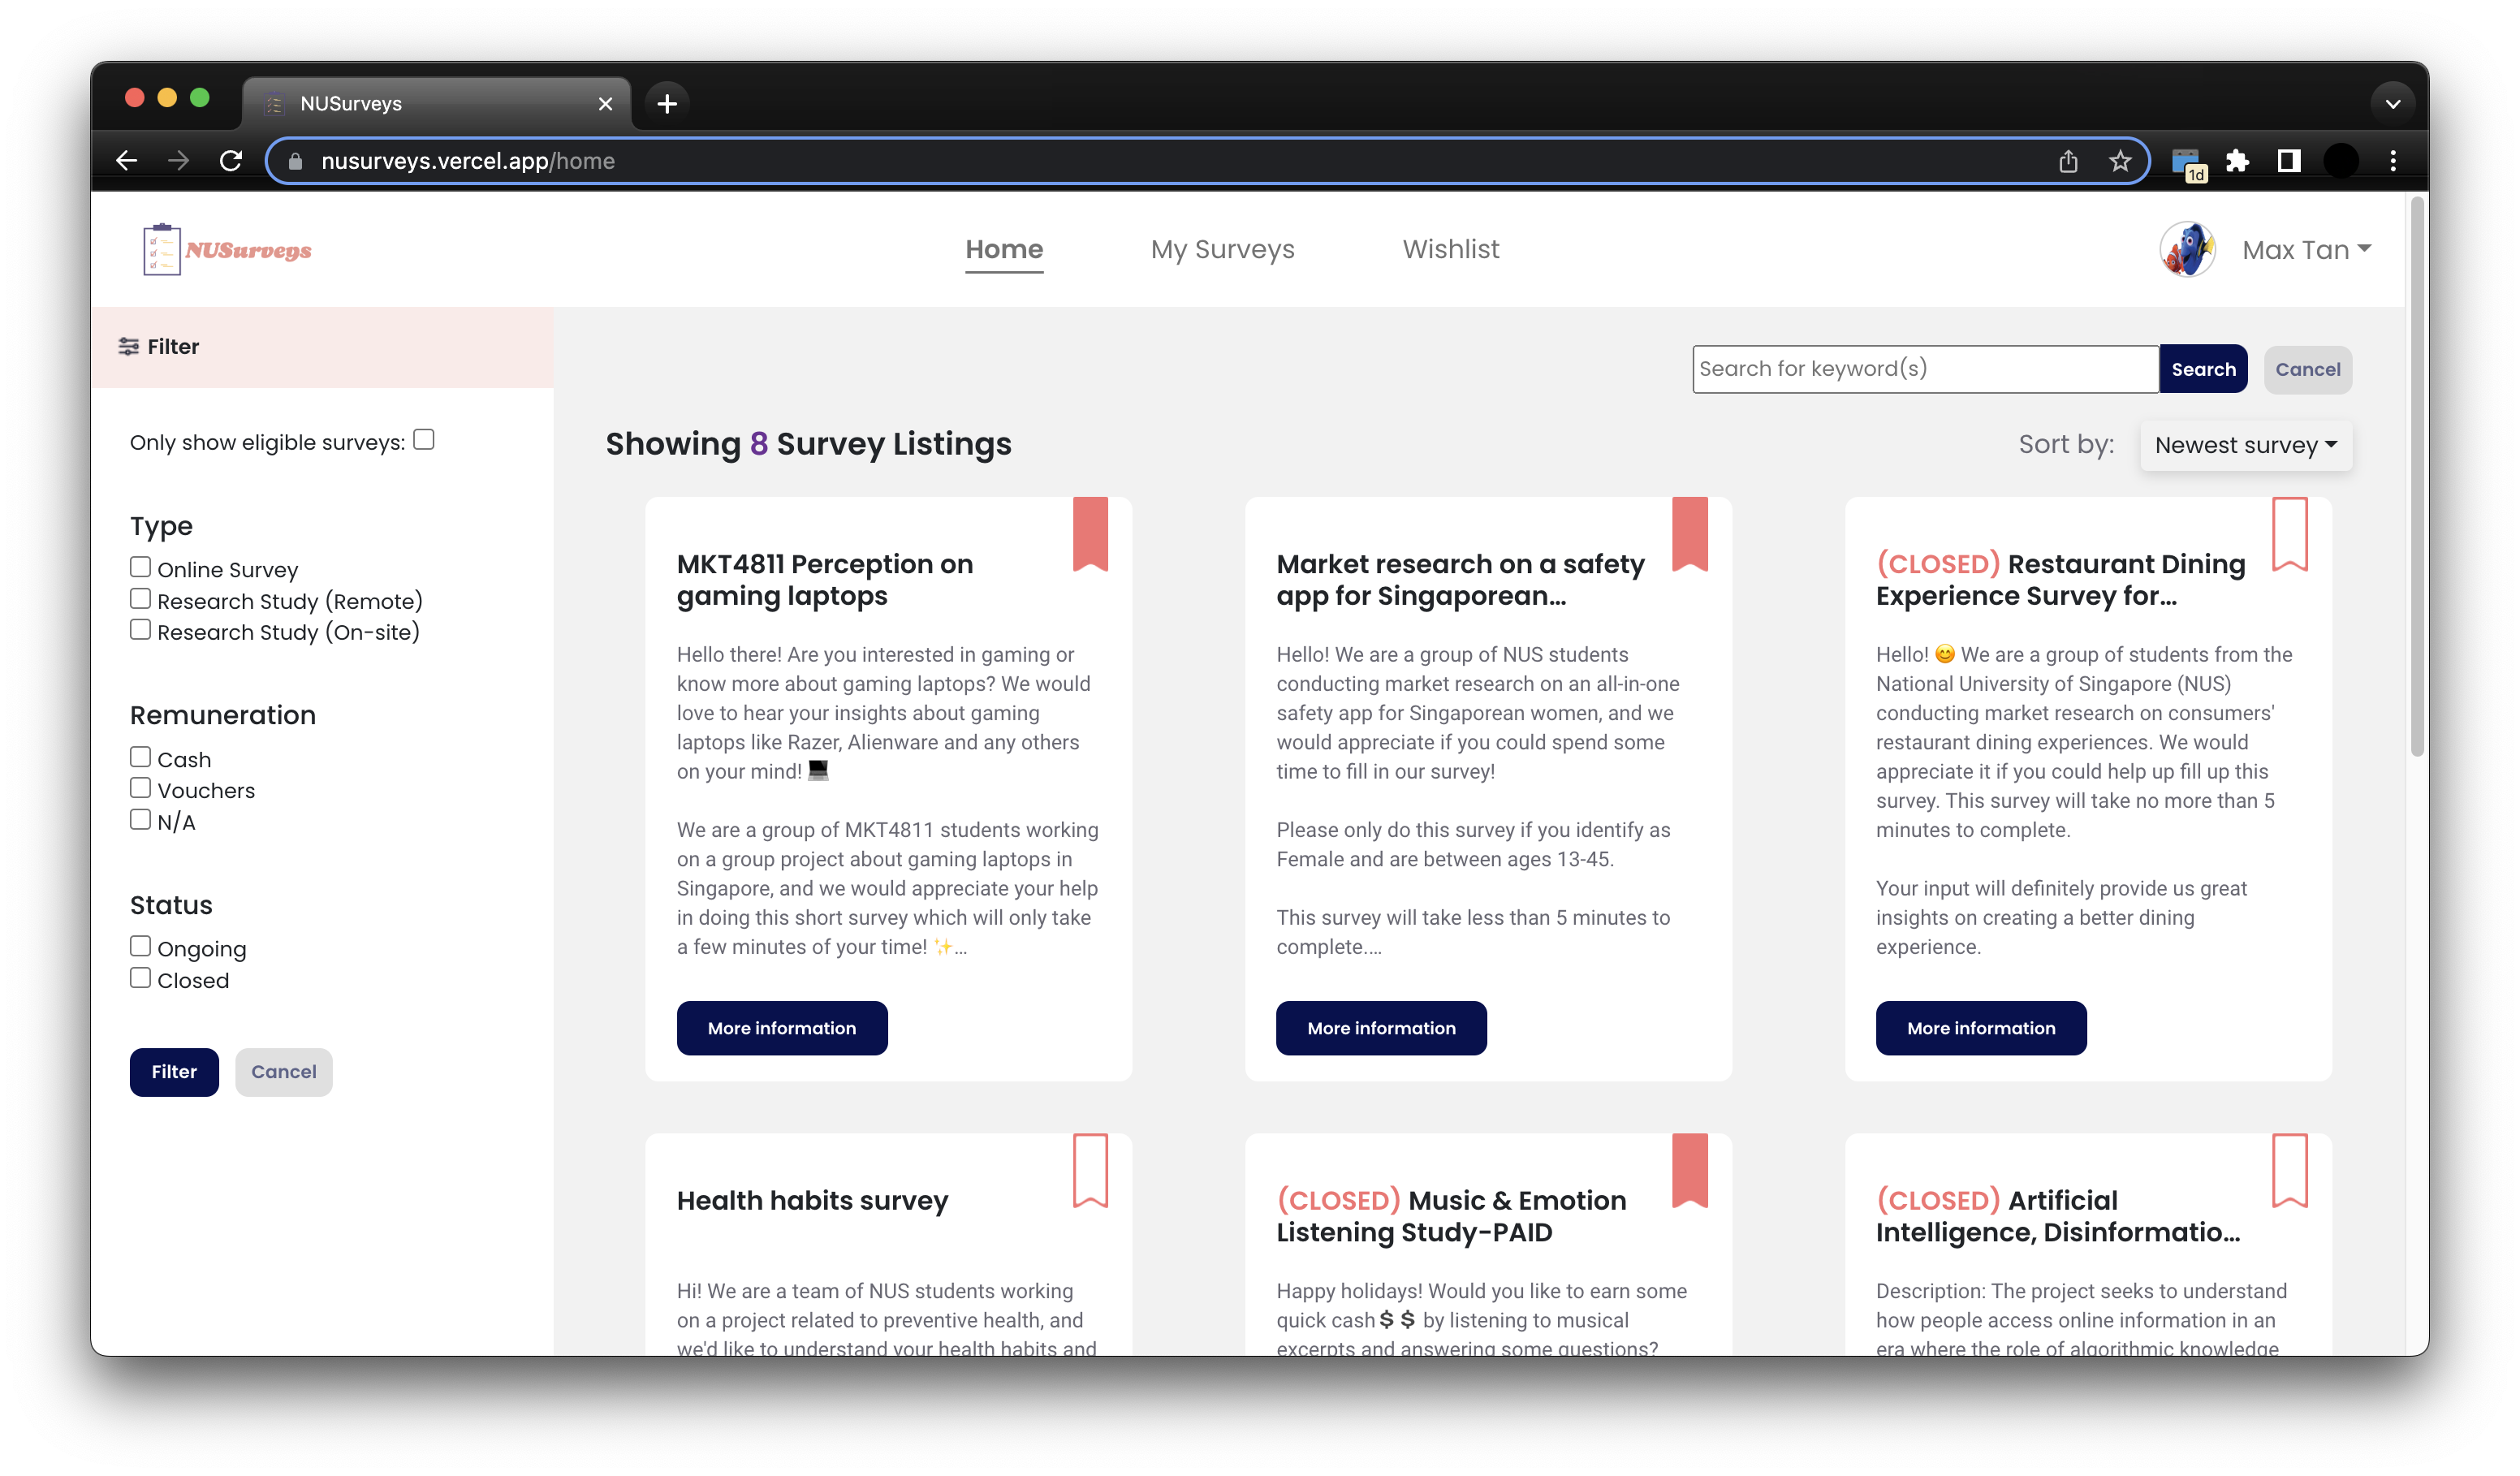 NUSurveys
nusurveys.vercel.app/home
1d
NUSurveys
Home
My Surveys
Wishlist
Max Tan
Filter
Search for keyword(s)
Search
Cancel
Only show eligible surveys:
Showing 8 Survey Listings
Sort by:
Newest survey
Type
Online Survey
Research Study (Remote)
Research Study (On-site)
Remuneration
Cash
Vouchers
N/A
Status
Ongoing
Closed
Filter
Cancel
MKT4811 Perception on
gaming laptops
Hello there! Are you interested in gaming or
know more about gaming laptops? We would
love to hear your insights about gaming
laptops like Razer, Alienware and any others
on your mind! 💻
We are a group of MKT4811 students working
on a group project about gaming laptops in
Singapore, and we would appreciate your help
in doing this short survey which will only take
a few minutes of your time! ✨...
More information
Market research on a safety
app for Singaporean...
Hello! We are a group of NUS students
conducting market research on an all-in-one
safety app for Singaporean women, and we
would appreciate if you could spend some
time to fill in our survey!
Please only do this survey if you identify as
Female and are between ages 13-45.
This survey will take less than 5 minutes to
complete....
More information
(CLOSED) Restaurant Dining
Experience Survey for...
Hello! 😊 We are a group of students from the
National University of Singapore (NUS)
conducting market research on consumers'
restaurant dining experiences. We would
appreciate it if you could help up fill up this
survey. This survey will take no more than 5
minutes to complete.
Your input will definitely provide us great
insights on creating a better dining
experience.
More information
Health habits survey
Hi! We are a team of NUS students working
on a project related to preventive health, and
we'd like to understand your health habits and
(CLOSED) Music & Emotion
Listening Study-PAID
Happy holidays! Would you like to earn some
quick cash💲💲 by listening to musical
excerpts and answering some questions?
(CLOSED) Artificial
Intelligence, Disinformatio...
Description: The project seeks to understand
how people access online information in an
era where the role of algorithmic knowledge